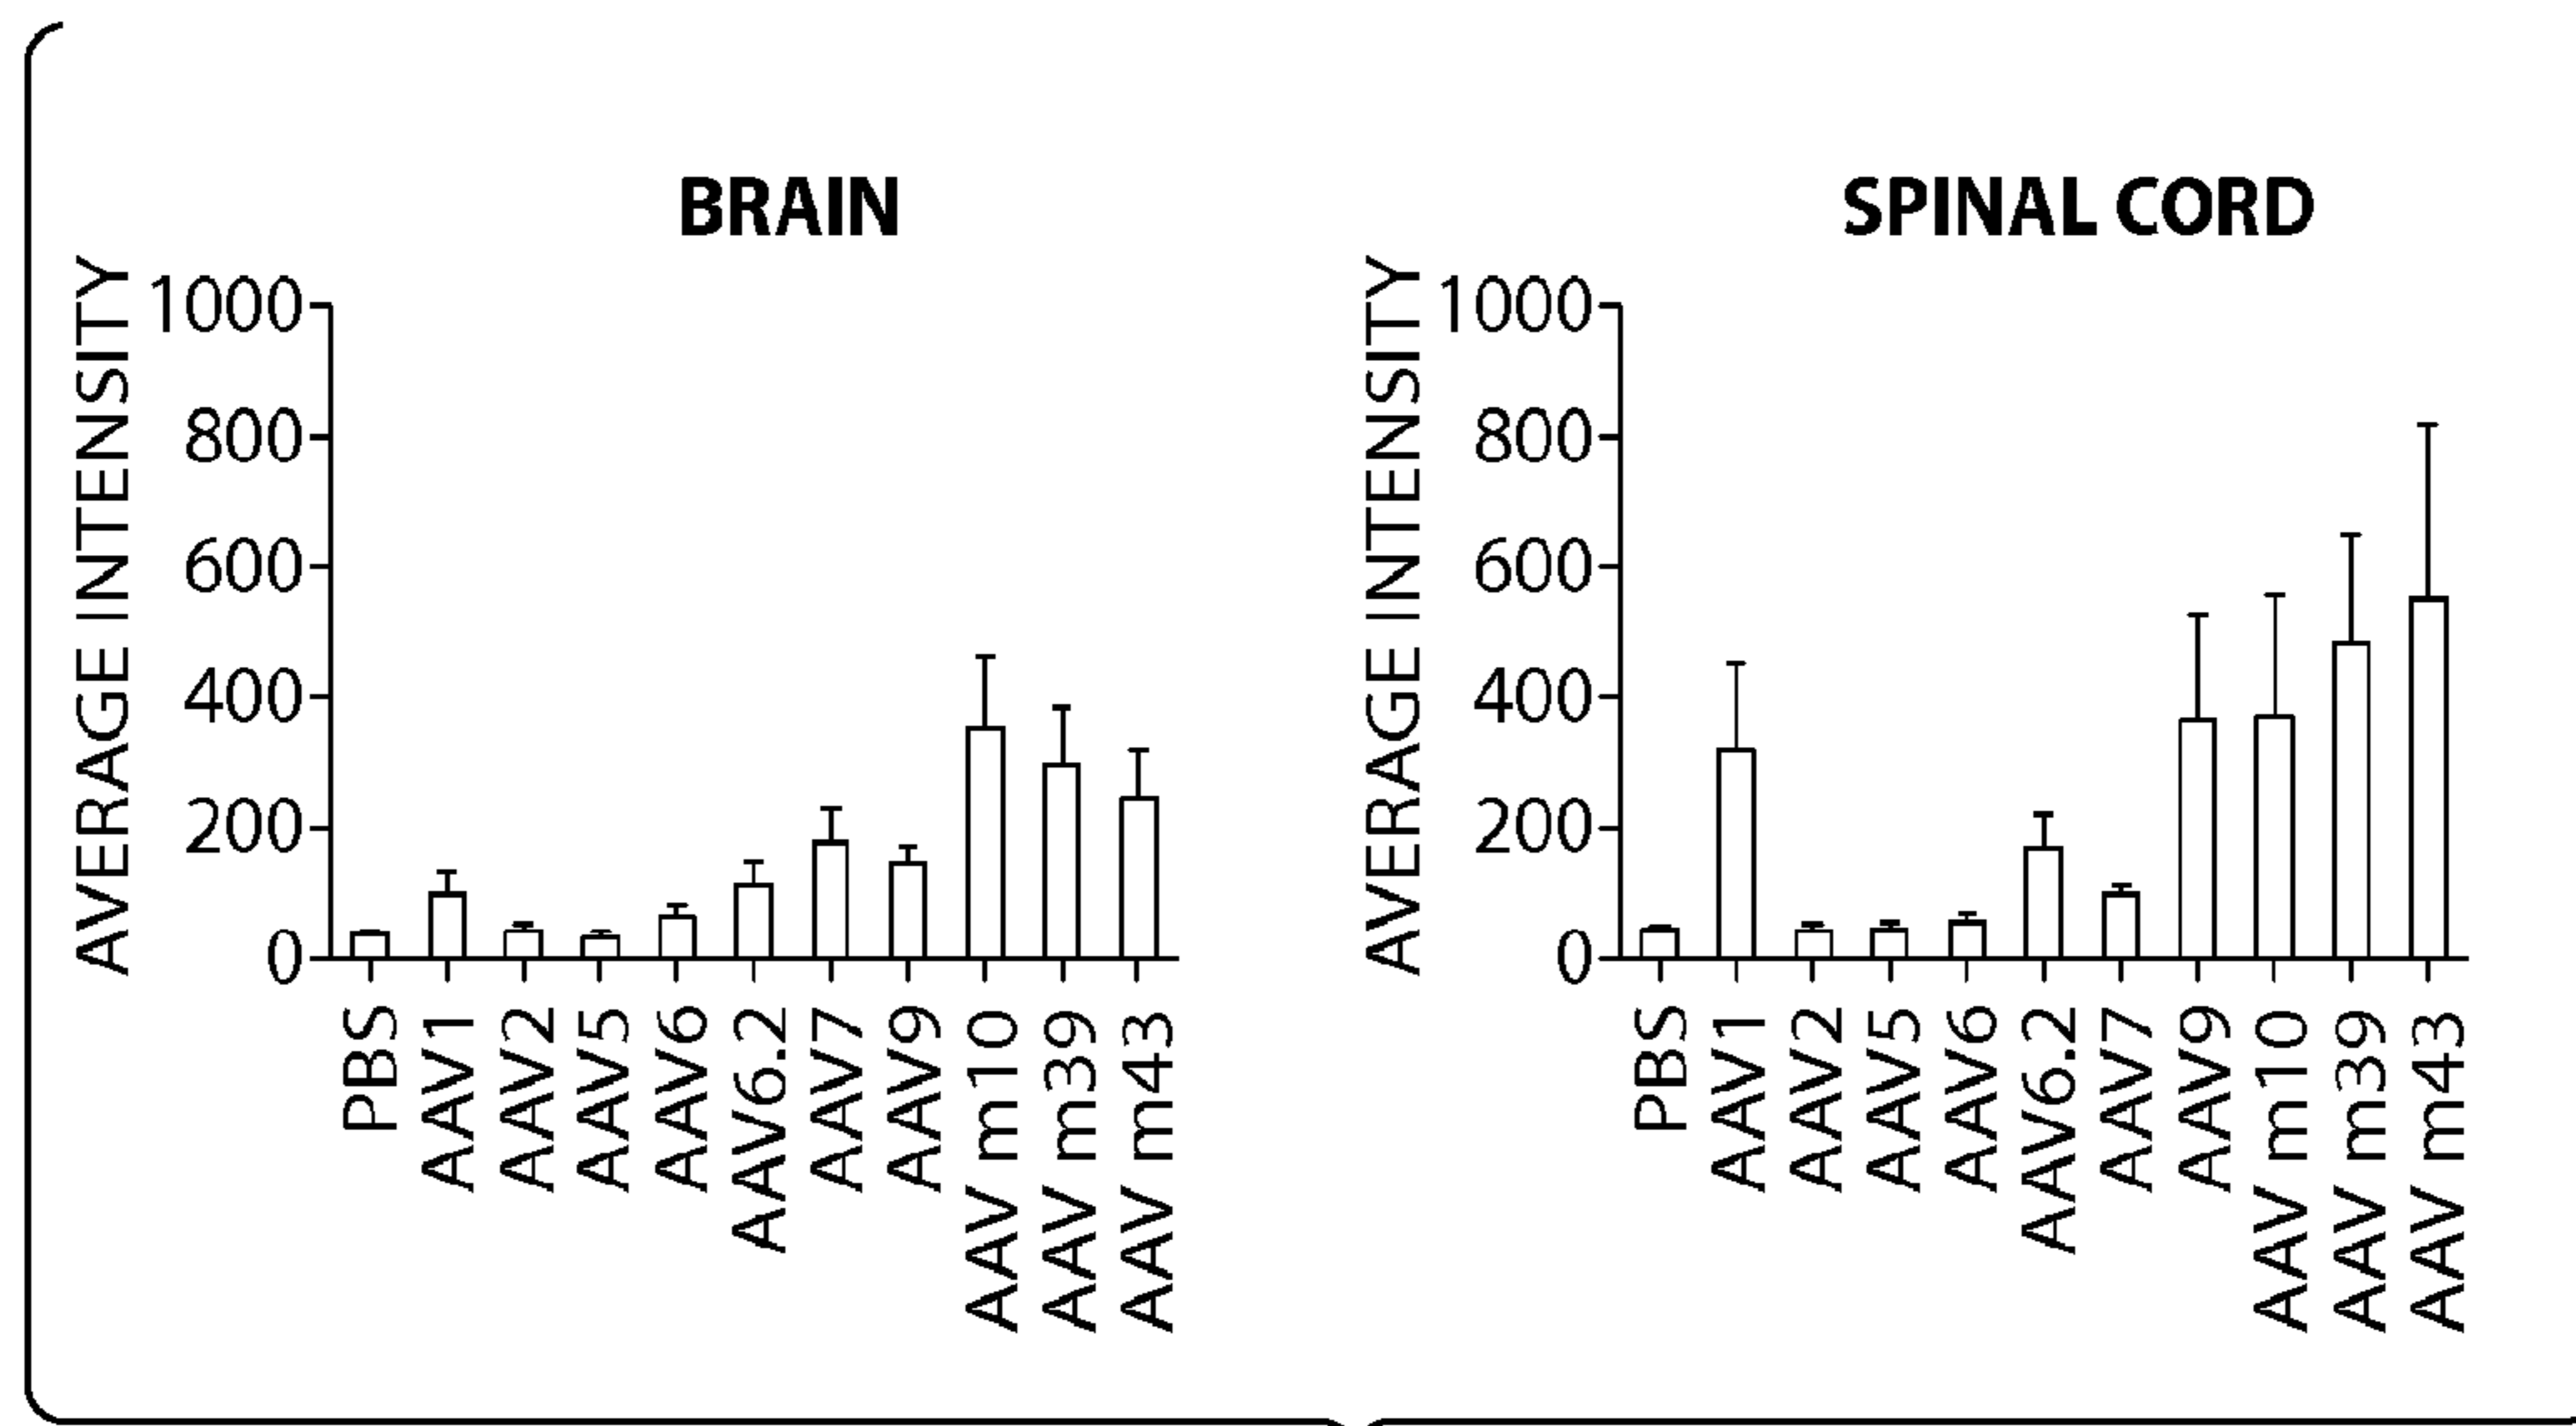 BRAIN
AVERAGE INTENSITY
1000
800
600
400
200
0
PBS
AAV1
AAV2
AAV5
AAV6
AAV6.2
AAV7
AAV9
AAV m10
AAV m39
AAV m43
SPINAL CORD
AVERAGE INTENSITY
1000
800
600
400
200
0
PBS
AAV1
AAV2
AAV5
AAV6
AAV6.2
AAV7
AAV9
AAV m10
AAV m39
AAV m43